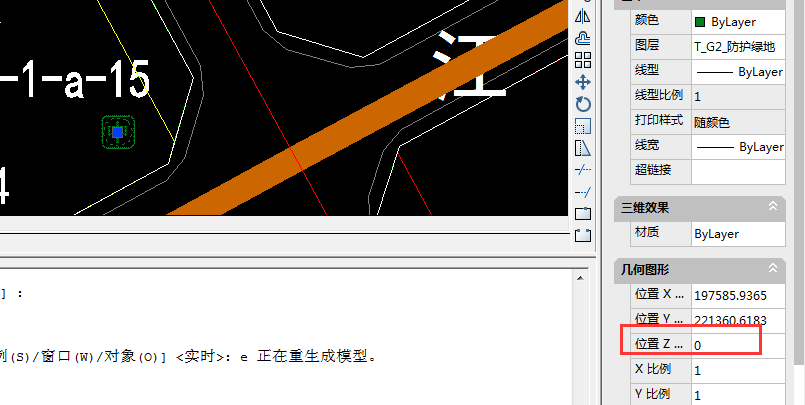 -1-a-15
4
江
颜色 ByLayer
图层 T_G2_防护绿地
线型 ByLayer
线型比例 1
打印样式 随颜色
线宽 ByLayer
超链接
三维效果
材质 ByLayer
几何图形
位置 X ... 197585.9365
位置 Y ... 221360.6183
位置 Z ... 0
X 比例 1
Y 比例 1
] :
(S)/窗口(W)/对象(O)] <实时>: e 正在重生成模型。